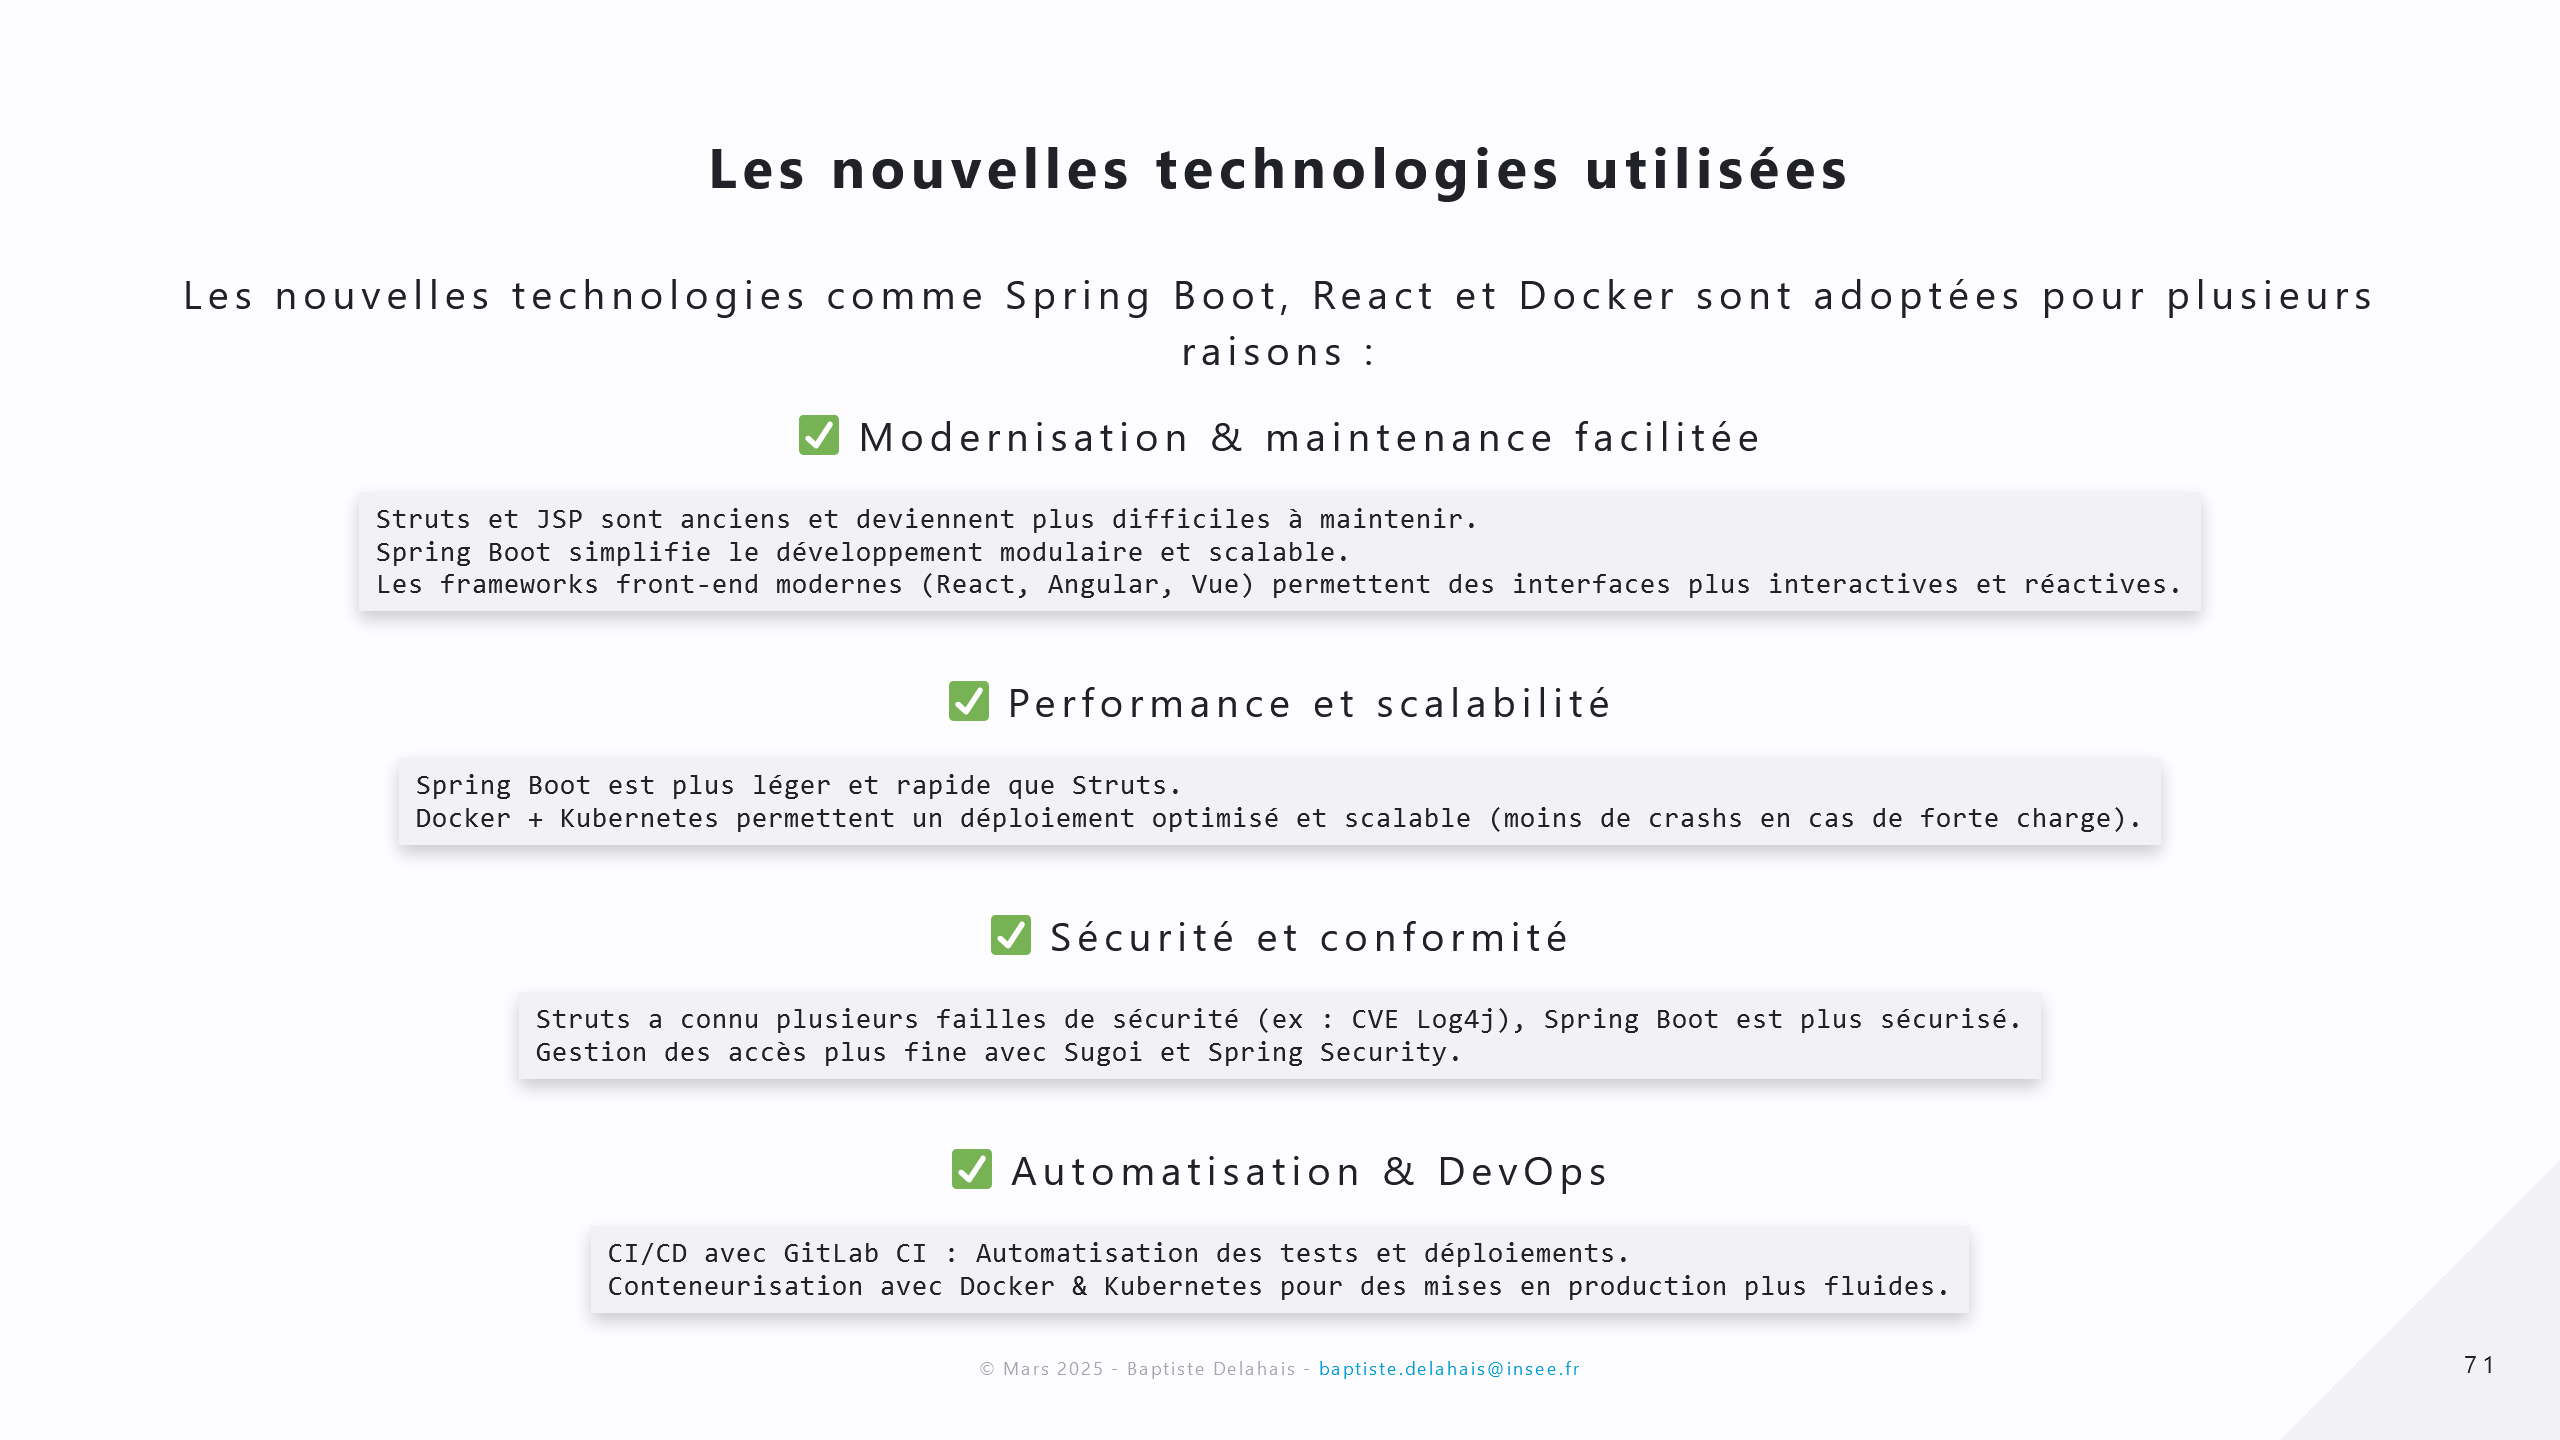 Les nouvelles technologies utilisées
Les nouvelles technologies comme Spring Boot, React et Docker sont adoptées pour plusieurs
raisons :
✅ Modernisation & maintenance facilitée
Struts et JSP sont anciens et deviennent plus difficiles à maintenir.
Spring Boot simplifie le développement modulaire et scalable.
Les frameworks front-end modernes (React, Angular, Vue) permettent des interfaces plus interactives et réactives.
✅ Performance et scalabilité
Spring Boot est plus léger et rapide que Struts.
Docker + Kubernetes permettent un déploiement optimisé et scalable (moins de crashs en cas de forte charge).
✅ Sécurité et conformité
Struts a connu plusieurs failles de sécurité (ex : CVE Log4j), Spring Boot est plus sécurisé.
Gestion des accès plus fine avec Sugoi et Spring Security.
✅ Automatisation & DevOps
CI/CD avec GitLab CI : Automatisation des tests et déploiements.
Conteneurisation avec Docker & Kubernetes pour des mises en production plus fluides.
© Mars 2025 - Baptiste Delahais - baptiste.delahais@insee.fr
71